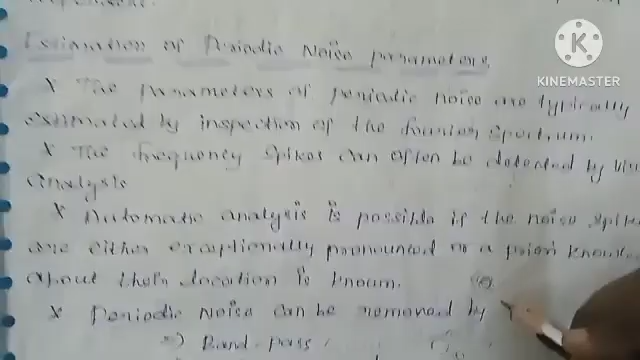 Estimation of Periodic Noise parameters
KINEMASTER
x The parameters of periodic noise are typically
estimated by inspection of the fourier spectrum.
x The frequency spikes can often be detected by
analysis
x Automatic analysis is possible if the noise
are either exceptionally pronounced or a priori
about their location is known.
x Periodic Noise can be removed by
Band-pass